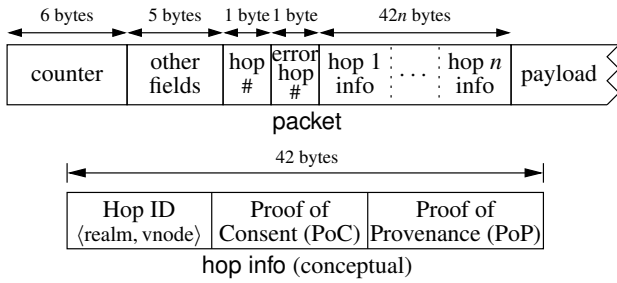 6 bytes 5 bytes 1 byte 1 byte 42n bytes
counter other fields hop # error hop # hop 1 info ··· hop n info payload
packet
42 bytes
Hop ID Proof of Proof of
⟨realm, vnode⟩ Consent (PoC) Provenance (PoP)
hop info (conceptual)